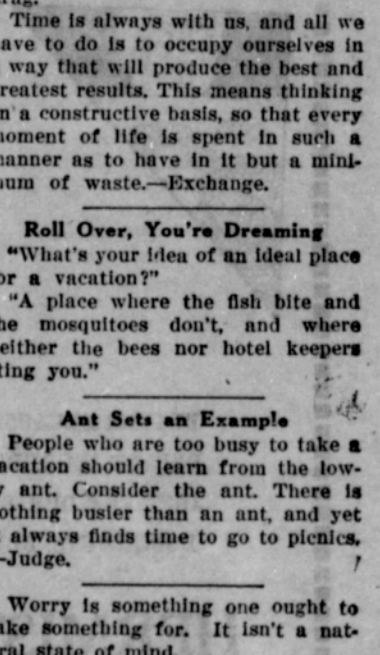 Time is always with us, and all we
ave to do is to occupy ourselves in
way that will produce the best and
reatest results. This means thinking
n a constructive basis, so that every
oment of life is spent in such a
anner as to have in it but a mini-
um of waste.—Exchange.
Roll Over, You're Dreaming
"What's your idea of an ideal place
or a vacation?"
"A place where the fish bite and
he mosquitoes don't, and where
either the bees nor hotel keepers
ting you."
Ant Sets an Example
People who are too busy to take a
acation should learn from the low-
y ant. Consider the ant. There is
othing busier than an ant, and yet
always finds time to go to picnics.
—Judge.
Worry is something one ought to
ake something for. It isn't a nat-
ral state of mind.